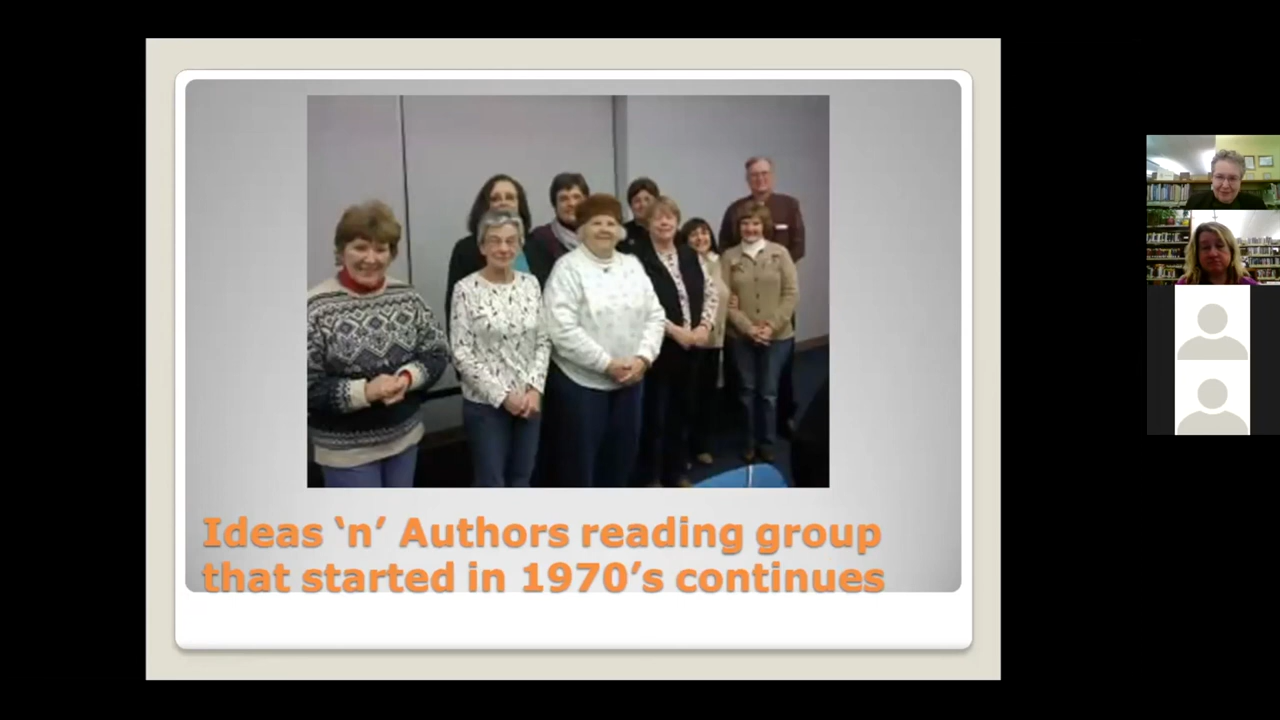 Ideas ‘n’ Authors reading group
that started in 1970’s continues